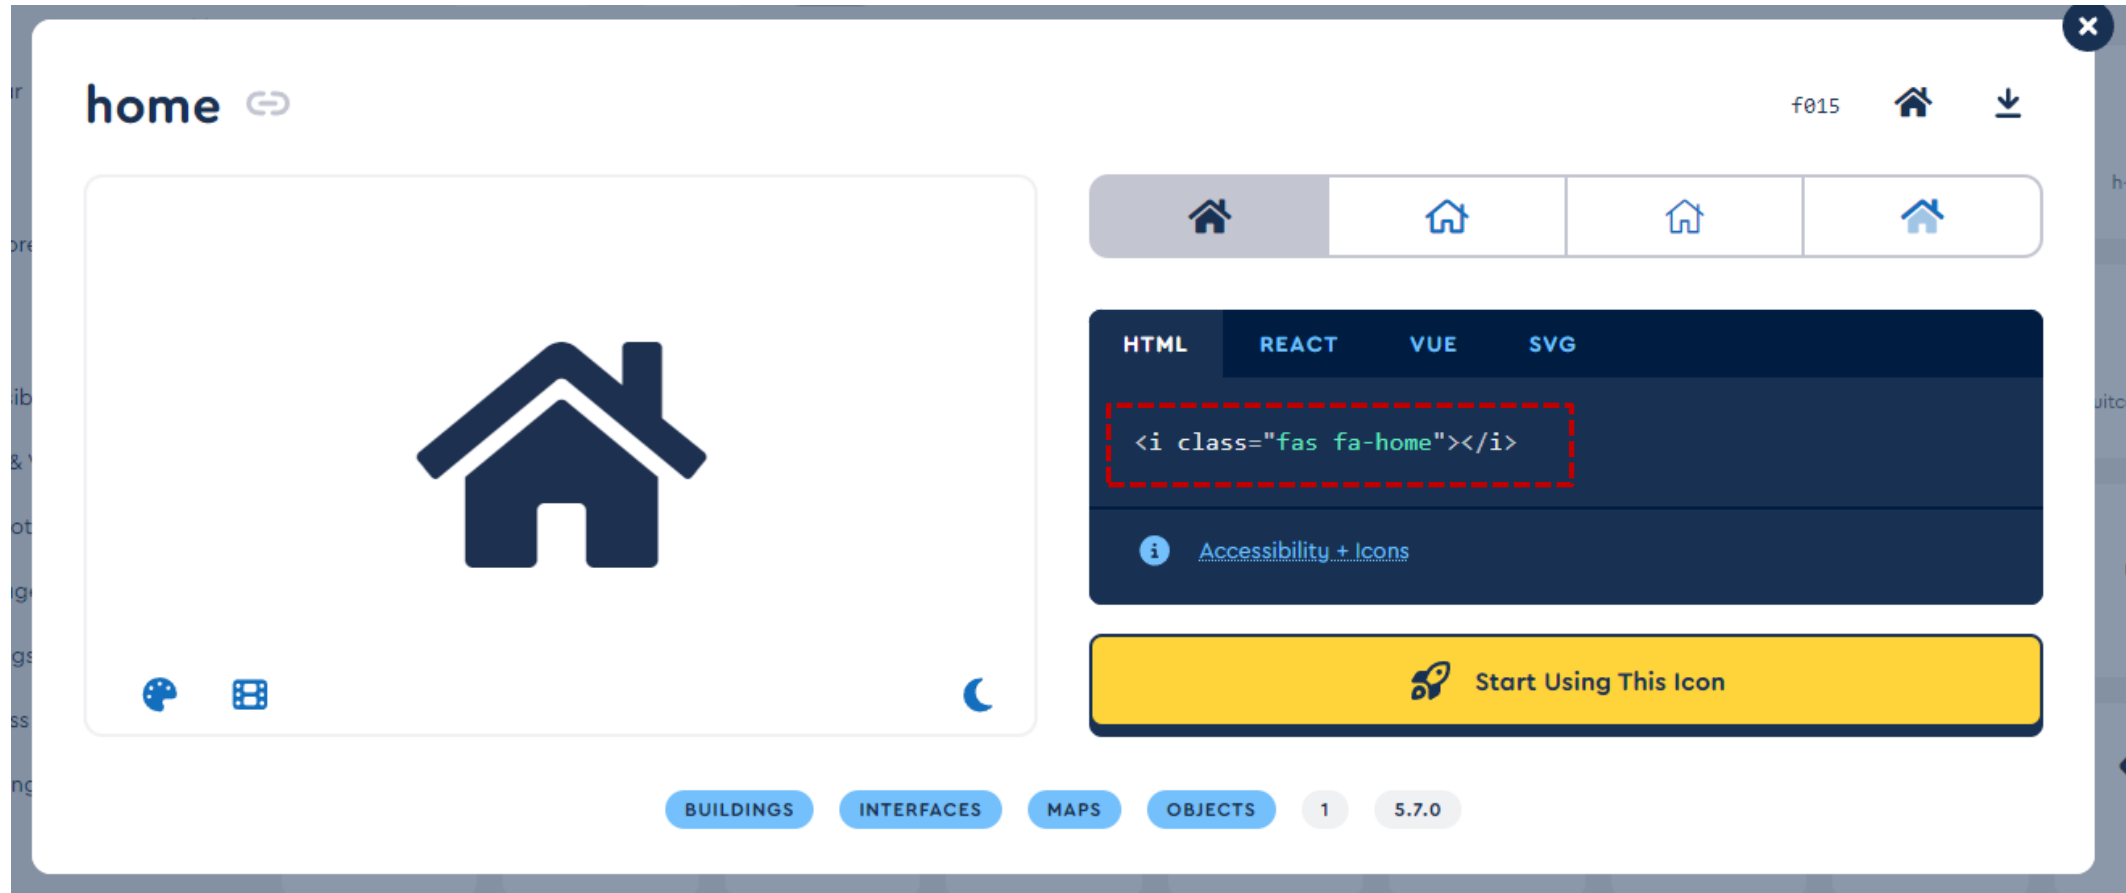 home
f015
HTML REACT VUE SVG
<i class="fas fa-home"></i>
Accessibility + Icons
Start Using This Icon
BUILDINGS INTERFACES MAPS OBJECTS 1 5.7.0